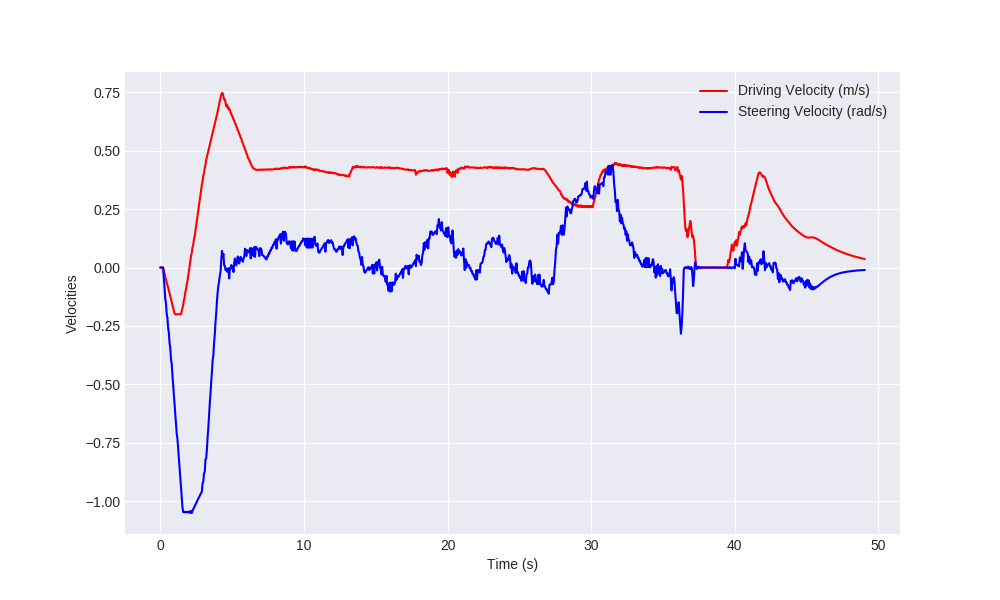 Driving Velocity (m/s)
Steering Velocity (rad/s)
0.75
0.50
0.25
0.00
−0.25
−0.50
−0.75
−1.00
Velocities
0 10 20 30 40 50
Time (s)